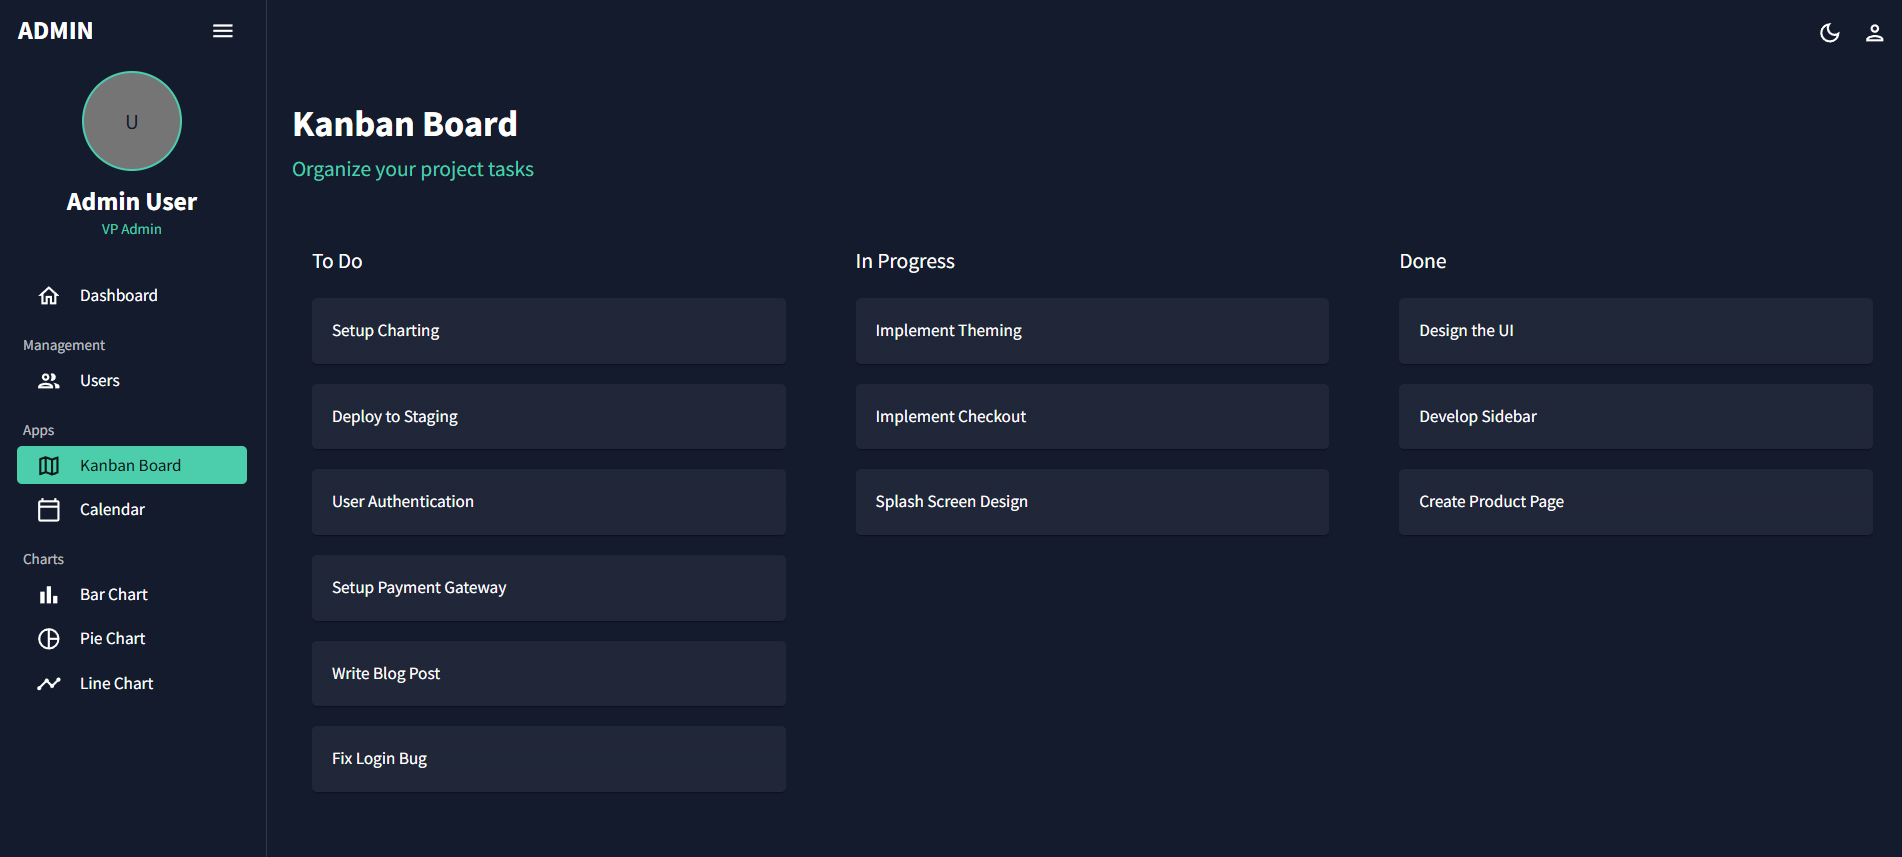 ADMIN
U
Admin User
VP Admin
Dashboard
Management
Users
Apps
Kanban Board
Calendar
Charts
Bar Chart
Pie Chart
Line Chart
Kanban Board
Organize your project tasks
To Do
Setup Charting
Deploy to Staging
User Authentication
Setup Payment Gateway
Write Blog Post
Fix Login Bug
In Progress
Implement Theming
Implement Checkout
Splash Screen Design
Done
Design the UI
Develop Sidebar
Create Product Page